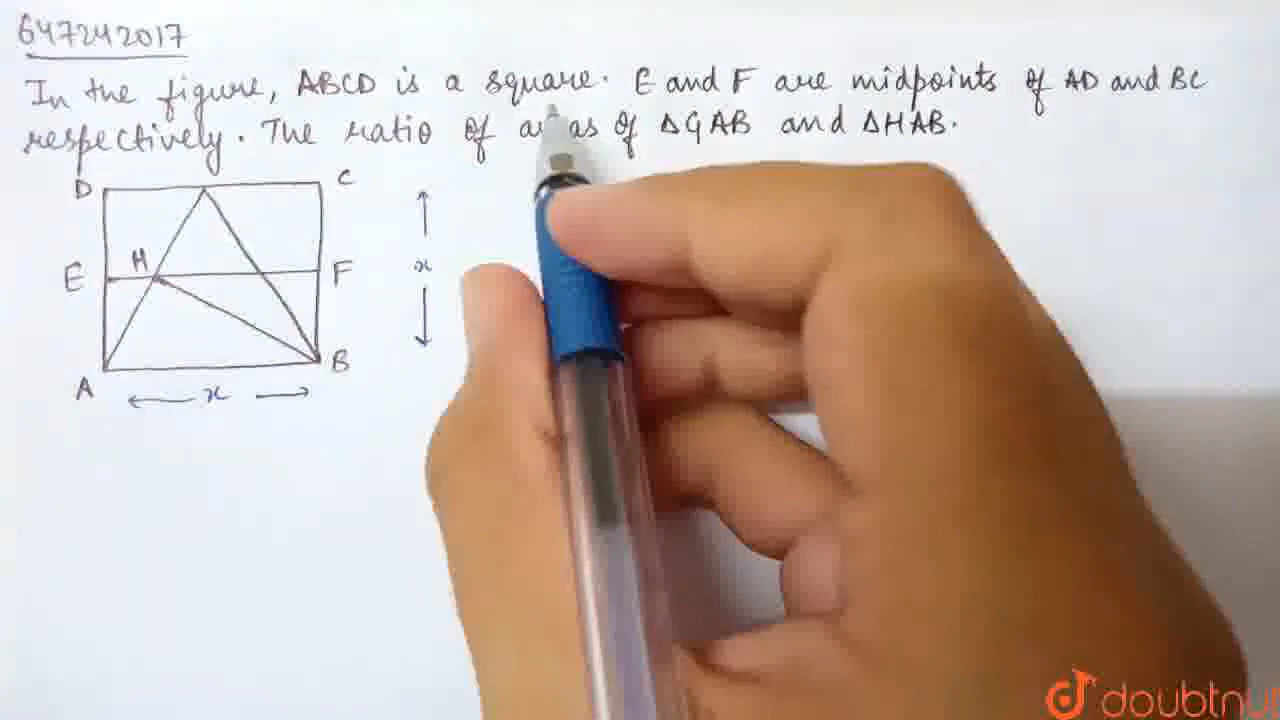 647242017
In the figure, ABCD is a square. E and F are midpoints of AD and BC
respectively. The ratio of of ΔGAB and ΔHAB.
D C
E H F x
A B
x
doubtnut